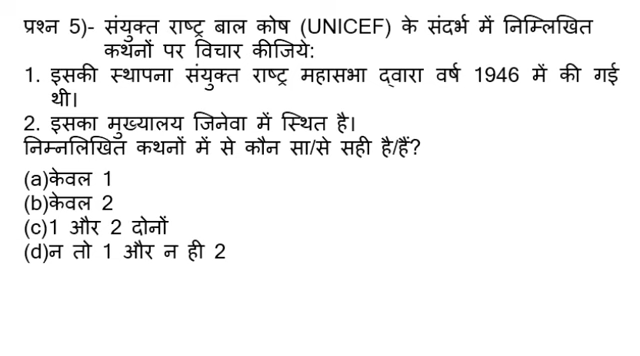 प्रश्न 5)- संयुक्त राष्ट्र बाल कोष (UNICEF) के संदर्भ में निम्लिखित
कथनों पर विचार कीजिये:
1. इसकी स्थापना संयुक्त राष्ट्र महासभा द्वारा वर्ष 1946 में की गई
थी।
2. इसका मुख्यालय जिनेवा में स्थित है।
निम्नलिखित कथनों में से कौन सा/से सही है/हैं?
(a)केवल 1
(b)केवल 2
(c)1 और 2 दोनों
(d)न तो 1 और न ही 2